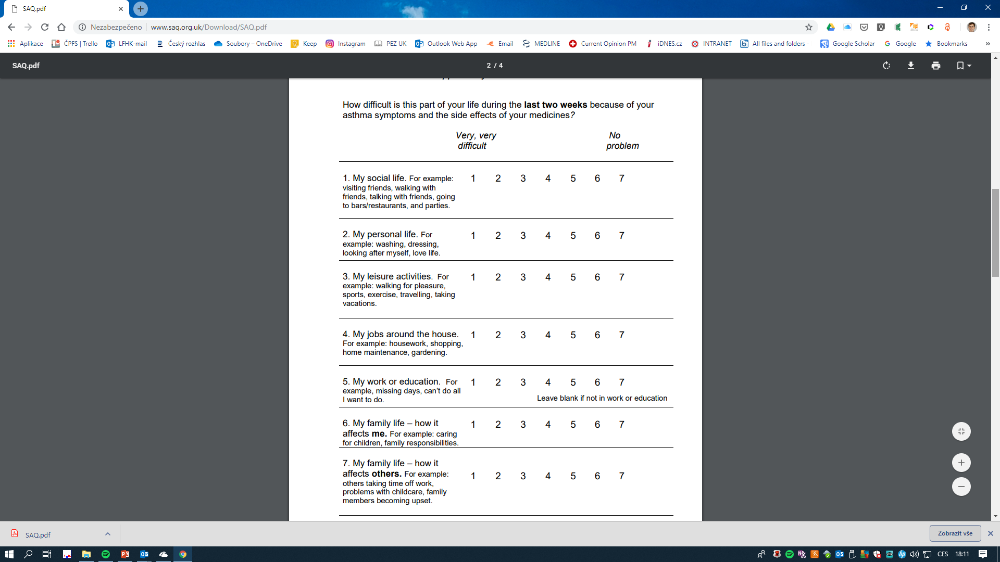 SAQ.pdf
Nezabezpečeno www.saq.org.uk/Download/SAQ.pdf
Aplikace ČPFS | Trello LFHK-mail Český rozhlas Soubory – OneDrive Keep Instagram PEZ UK Outlook Web App Email MEDLINE Current Opinion PM iDNES.cz INTRANET All files and folders - Google Scholar Google Bookmarks »
SAQ.pdf 2 / 4
How difficult is this part of your life during the last two weeks because of your
asthma symptoms and the side effects of your medicines?
Very, very No
difficult problem
1. My social life. For example: 1 2 3 4 5 6 7
visiting friends, walking with
friends, talking with friends, going
to bars/restaurants, and parties.
2. My personal life. For 1 2 3 4 5 6 7
example: washing, dressing,
looking after myself, love life.
3. My leisure activities. For 1 2 3 4 5 6 7
example: walking for pleasure,
sports, exercise, travelling, taking
vacations.
4. My jobs around the house. 1 2 3 4 5 6 7
For example: housework, shopping,
home maintenance, gardening.
5. My work or education. For 1 2 3 4 5 6 7
example, missing days, can't do all
I want to do. Leave blank if not in work or education
6. My family life – how it 1 2 3 4 5 6 7
affects me. For example: caring
for children, family responsibilities.
7. My family life – how it
affects others. For example: 1 2 3 4 5 6 7
others taking time off work,
problems with childcare, family
members becoming upset.
SAQ.pdf Zobrazit vše
CES 18:11